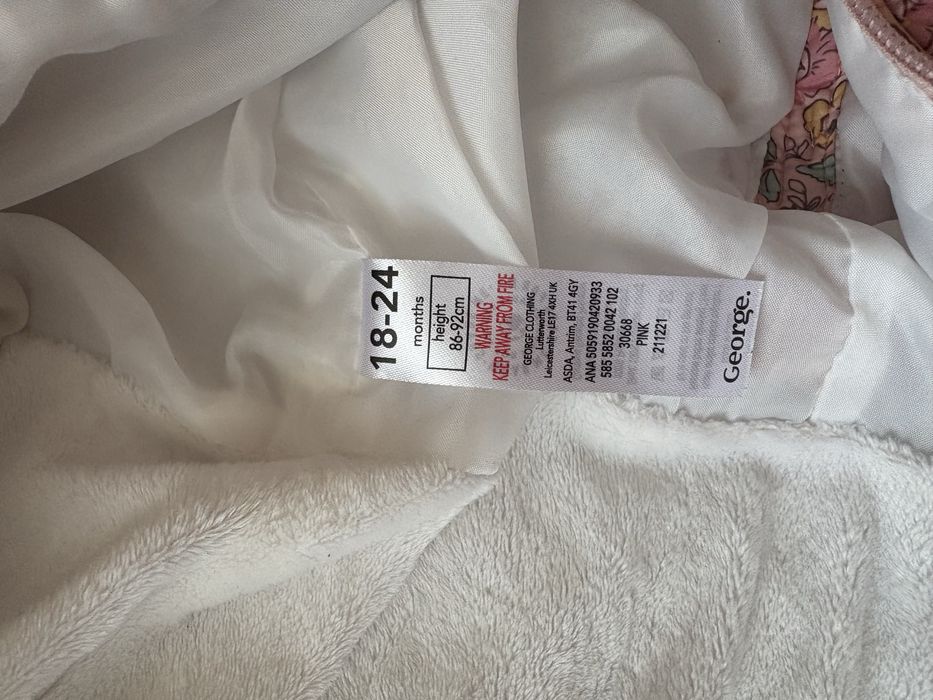 18-24
months
height
86-92cm
WARNING
KEEP AWAY FROM FIRE
GEORGE CLOTHING
Lutterworth
Leicestershire LE17 4XH UK
ASDA, Antrim, BT41 4GY
ANA 5059190420933
585 5852 0042 102
30668
PINK
211221
George.